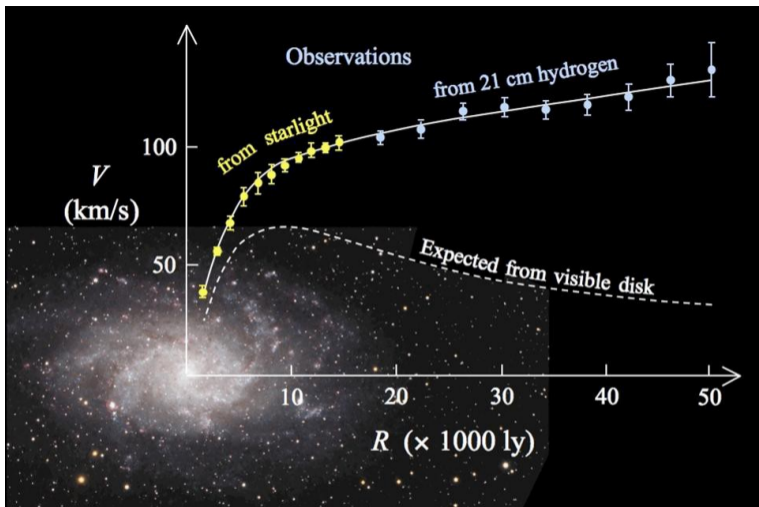 Observations
from 21 cm hydrogen
from starlight
100
V
(km/s)
50
Expected from visible disk
10 20 30 40 50
R (× 1000 ly)